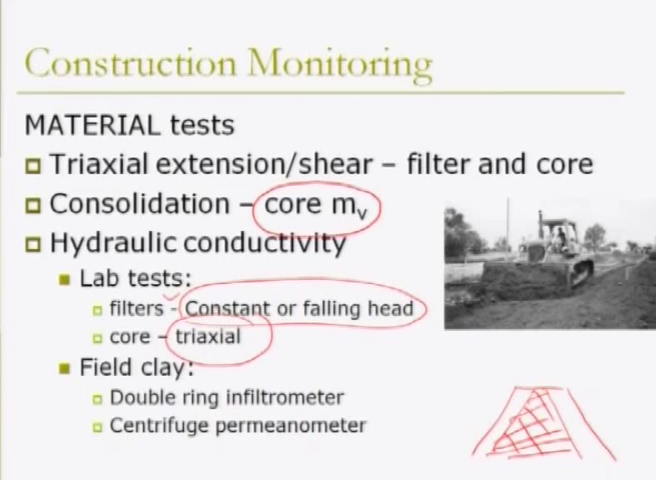 Construction Monitoring
MATERIAL tests
Triaxial extension/shear – filter and core
Consolidation – core mv
Hydraulic conductivity
Lab tests:
filters - Constant or falling head
core – triaxial
Field clay:
Double ring infiltrometer
Centrifuge permeanometer